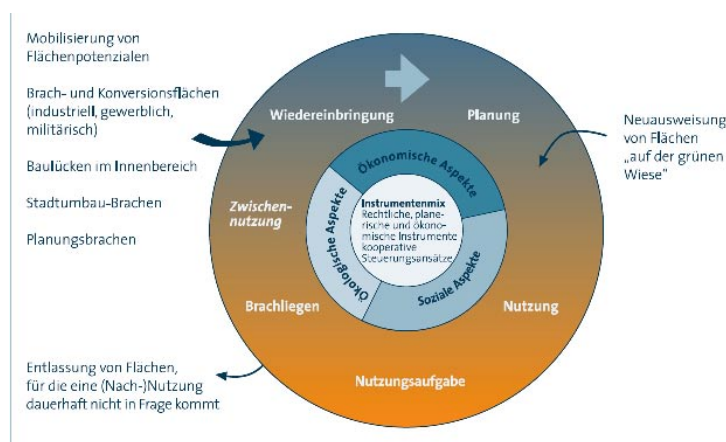 Mobilisierung von
Flächenpotenzialen
Brach- und Konversionsflächen
(industriell, gewerblich,
militärisch)
Baulücken im Innenbereich
Stadtumbau-Brachen
Planungsbrachen
Entlassung von Flächen,
für die eine (Nach-)Nutzung
dauerhaft nicht in Frage kommt
Wiedereinbringung
Planung
Zwischen-
nutzung
Brachliegen
Nutzung
Nutzungsaufgabe
Ökonomische Aspekte
Ökologische Aspekte
Soziale Aspekte
Instrumentenmix
Rechtliche, plane-
rische und ökono-
mische Instrumente
kooperative
Steuerungsansätze
Neuausweisung
von Flächen
„auf der grünen
Wiese“